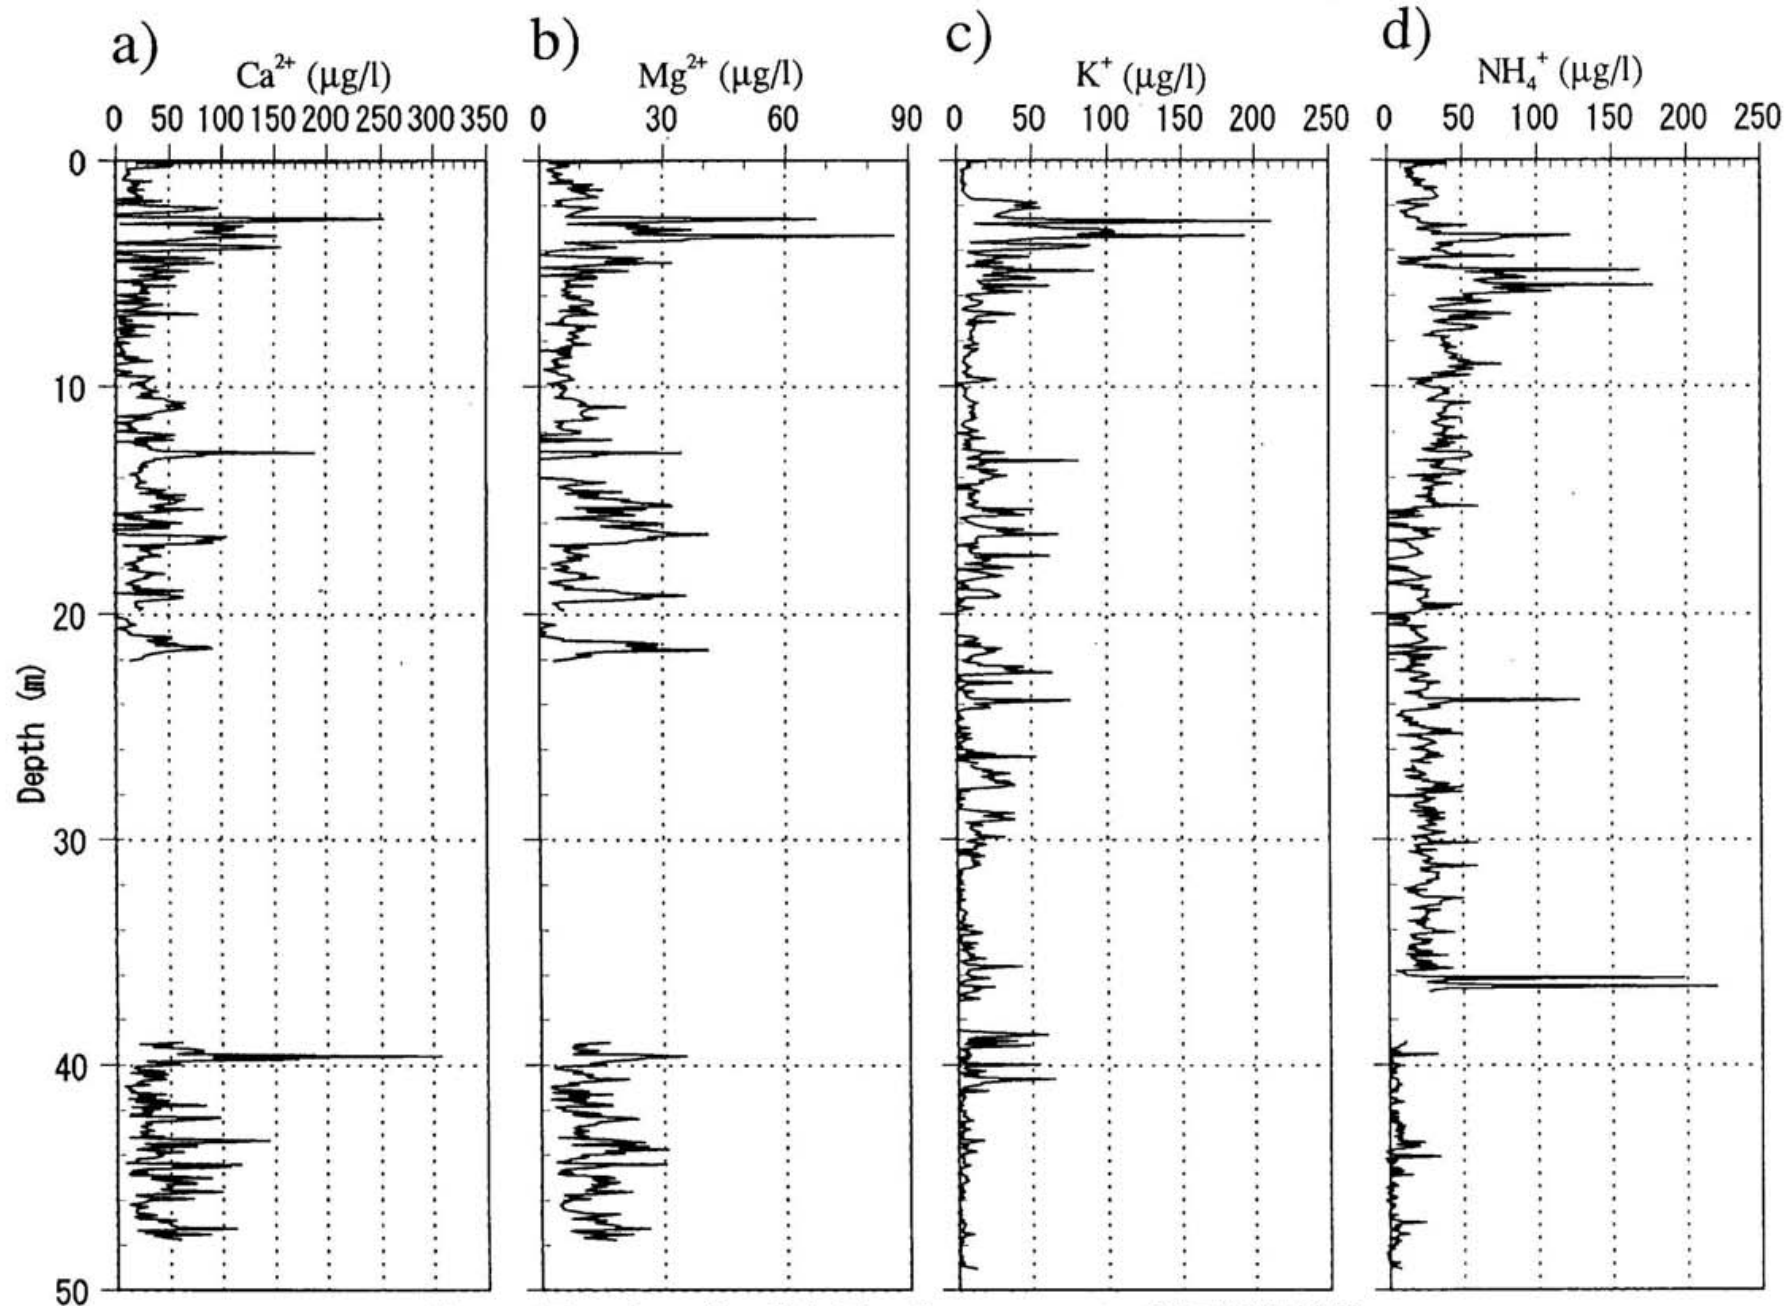 a)
Ca²⁺ (µg/l)
0 50 100 150 200 250 300 350
b)
Mg²⁺ (µg/l)
0 30 60 90
c)
K⁺ (µg/l)
0 50 100 150 200 250
d)
NH₄⁺ (µg/l)
0 50 100 150 200 250
Depth (m)
0
10
20
30
40
50